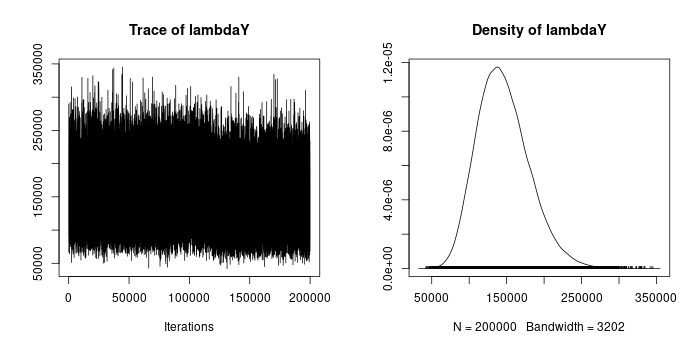 Trace of lambdaY
50000
150000
250000
350000
0
50000
100000
150000
200000
Iterations
Density of lambdaY
0.0e+00
4.0e-06
8.0e-06
1.2e-05
50000
150000
250000
350000
N = 200000 Bandwidth = 3202